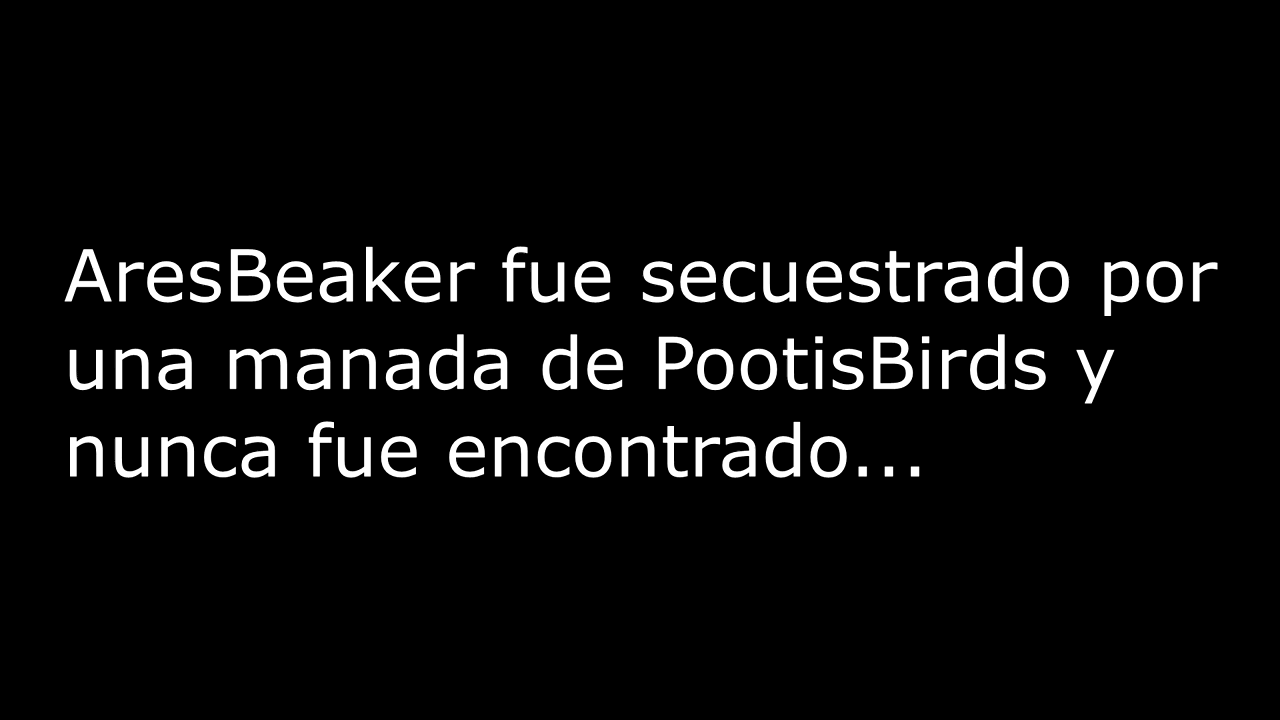 AresBeaker fue secuestrado por
una manada de PootisBirds y
nunca fue encontrado...